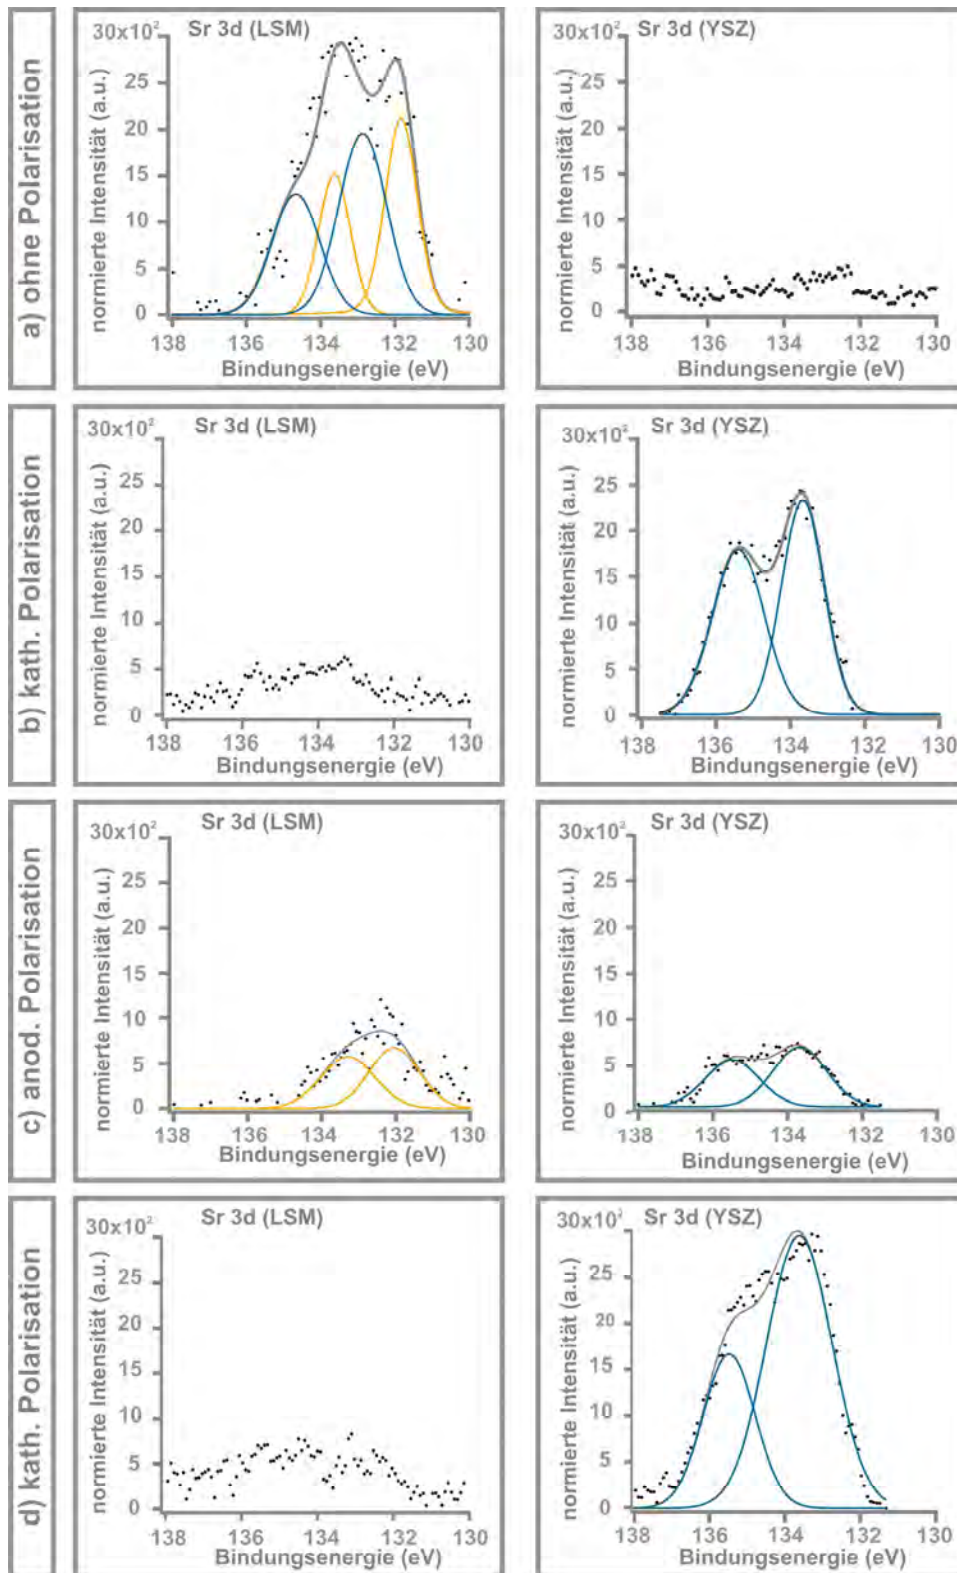 a) ohne Polarisation
Sr 3d (LSM)
normierte Intensität (a.u.)
30x10²
25
20
15
10
5
0
138 136 134 132 130
Bindungsenergie (eV)
Sr 3d (YSZ)
normierte Intensität (a.u.)
30x10²
25
20
15
10
5
0
138 136 134 132 130
Bindungsenergie (eV)
b) kath. Polarisation
Sr 3d (LSM)
normierte Intensität (a.u.)
30x10²
25
20
15
10
5
0
138 136 134 132 130
Bindungsenergie (eV)
Sr 3d (YSZ)
normierte Intensität (a.u.)
30x10²
25
20
15
10
5
0
138 136 134 132 130
Bindungsenergie (eV)
c) anod. Polarisation
Sr 3d (LSM)
normierte Intensität (a.u.)
30x10²
25
20
15
10
5
0
138 136 134 132 130
Bindungsenergie (eV)
Sr 3d (YSZ)
normierte Intensität (a.u.)
30x10²
25
20
15
10
5
0
138 136 134 132 130
Bindungsenergie (eV)
d) kath. Polarisation
Sr 3d (LSM)
normierte Intensität (a.u.)
30x10²
25
20
15
10
5
0
138 136 134 132 130
Bindungsenergie (eV)
Sr 3d (YSZ)
normierte Intensität (a.u.)
30x10²
25
20
15
10
5
0
138 136 134 132 130
Bindungsenergie (eV)